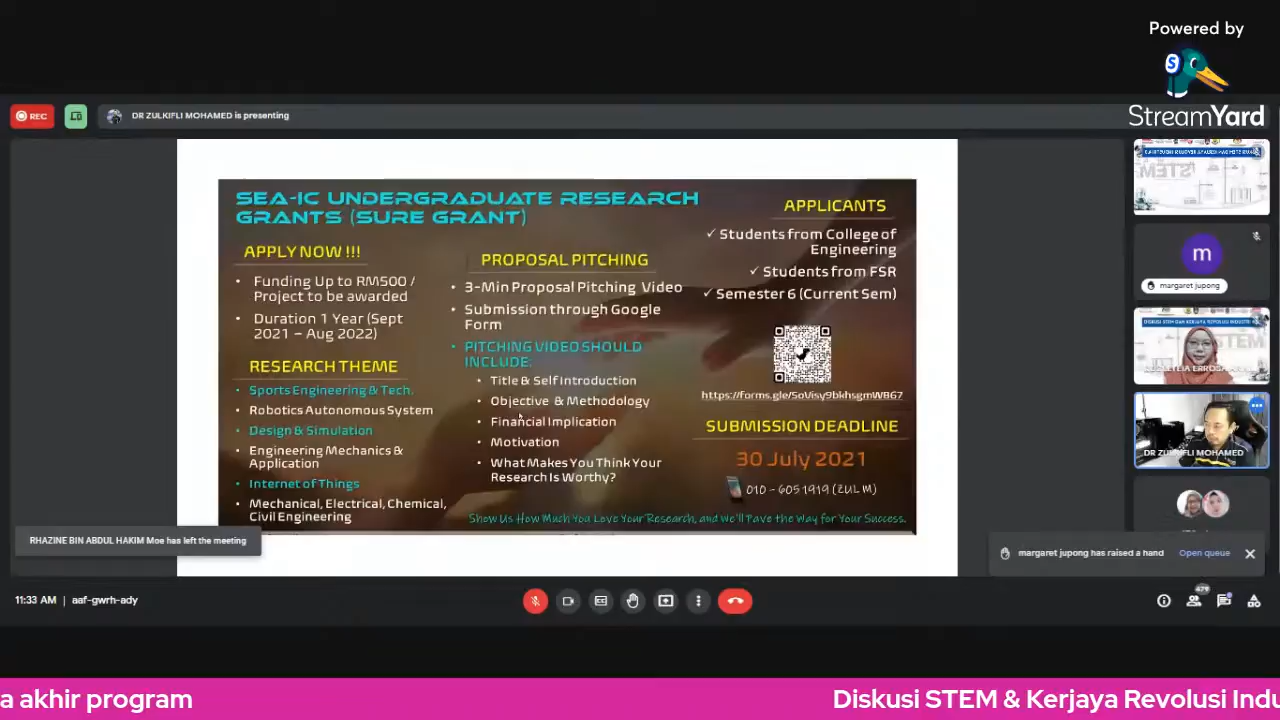 Powered by
StreamYard
REC
DR ZULKIFLI MOHAMED is presenting
SEA-IC UNDERGRADUATE RESEARCH
GRANTS (SURE GRANT)
APPLY NOW !!!
• Funding Up to RM500 /
Project to be awarded
• Duration 1 Year (Sept
2021 – Aug 2022)
RESEARCH THEME
• Sports Engineering & Tech.
• Robotics Autonomous System
• Design & Simulation
• Engineering Mechanics &
Application
• Internet of Things
• Mechanical, Electrical, Chemical,
Civil Engineering
PROPOSAL PITCHING
• 3-Min Proposal Pitching Video
• Submission through Google
Form
• PITCHING VIDEO SHOULD
INCLUDE:
• Title & Self Introduction
• Objective & Methodology
• Financial Implication
• Motivation
• What Makes You Think Your
Research Is Worthy?
APPLICANTS
✓ Students from College of
Engineering
✓ Students from FSR
✓ Semester 6 (Current Sem)
https://forms.gle/SoVisy9bkhsgmWB67
SUBMISSION DEADLINE
30 July 2021
010 - 6051919 (ZUL M)
Show Us How Much You Love Your Research, and We'll Pave the Way for Your Success.
STEM
m
margaret jupong
DR ZULKIFLI MOHAMED
RHAZINE BIN ABDUL HAKIM Moe has left the meeting
margaret jupong has raised a hand
Open queue
11:33 AM | aaf-gwrh-ady
a akhir program
Diskusi STEM & Kerjaya Revolusi Indu